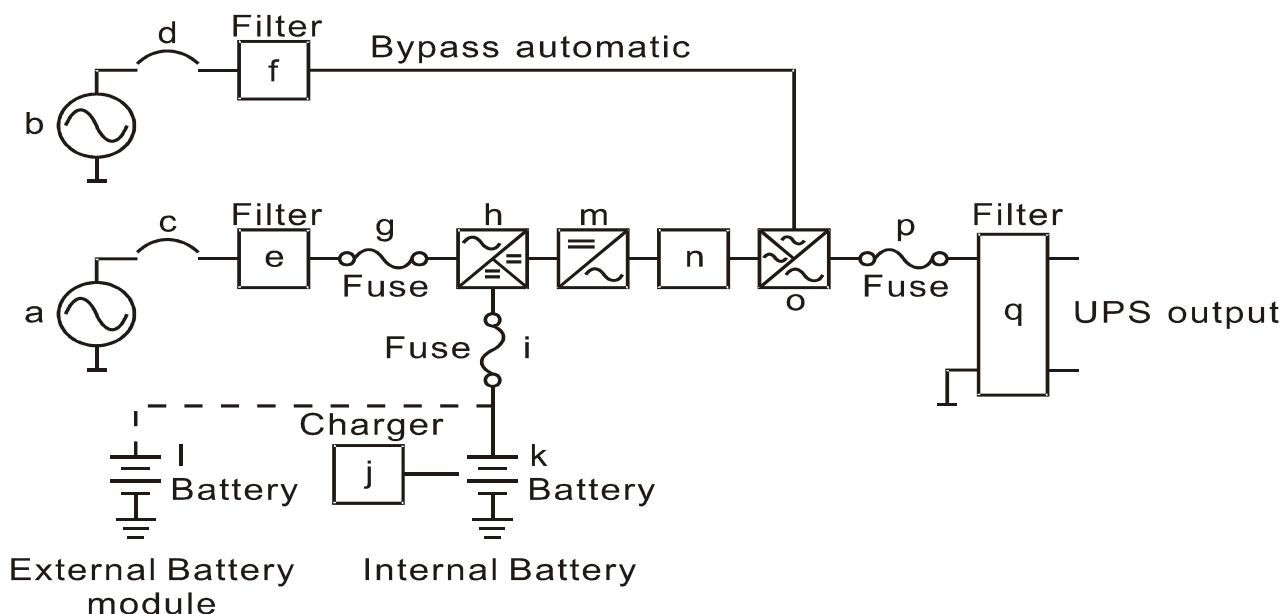 d
Filter
f
Bypass automatic
b
c
Filter
e
g
Fuse
h
m
n
o
p
Fuse
Filter
q
UPS output
a
Fuse
i
Charger
j
l
Battery
k
Battery
External Battery
module
Internal Battery